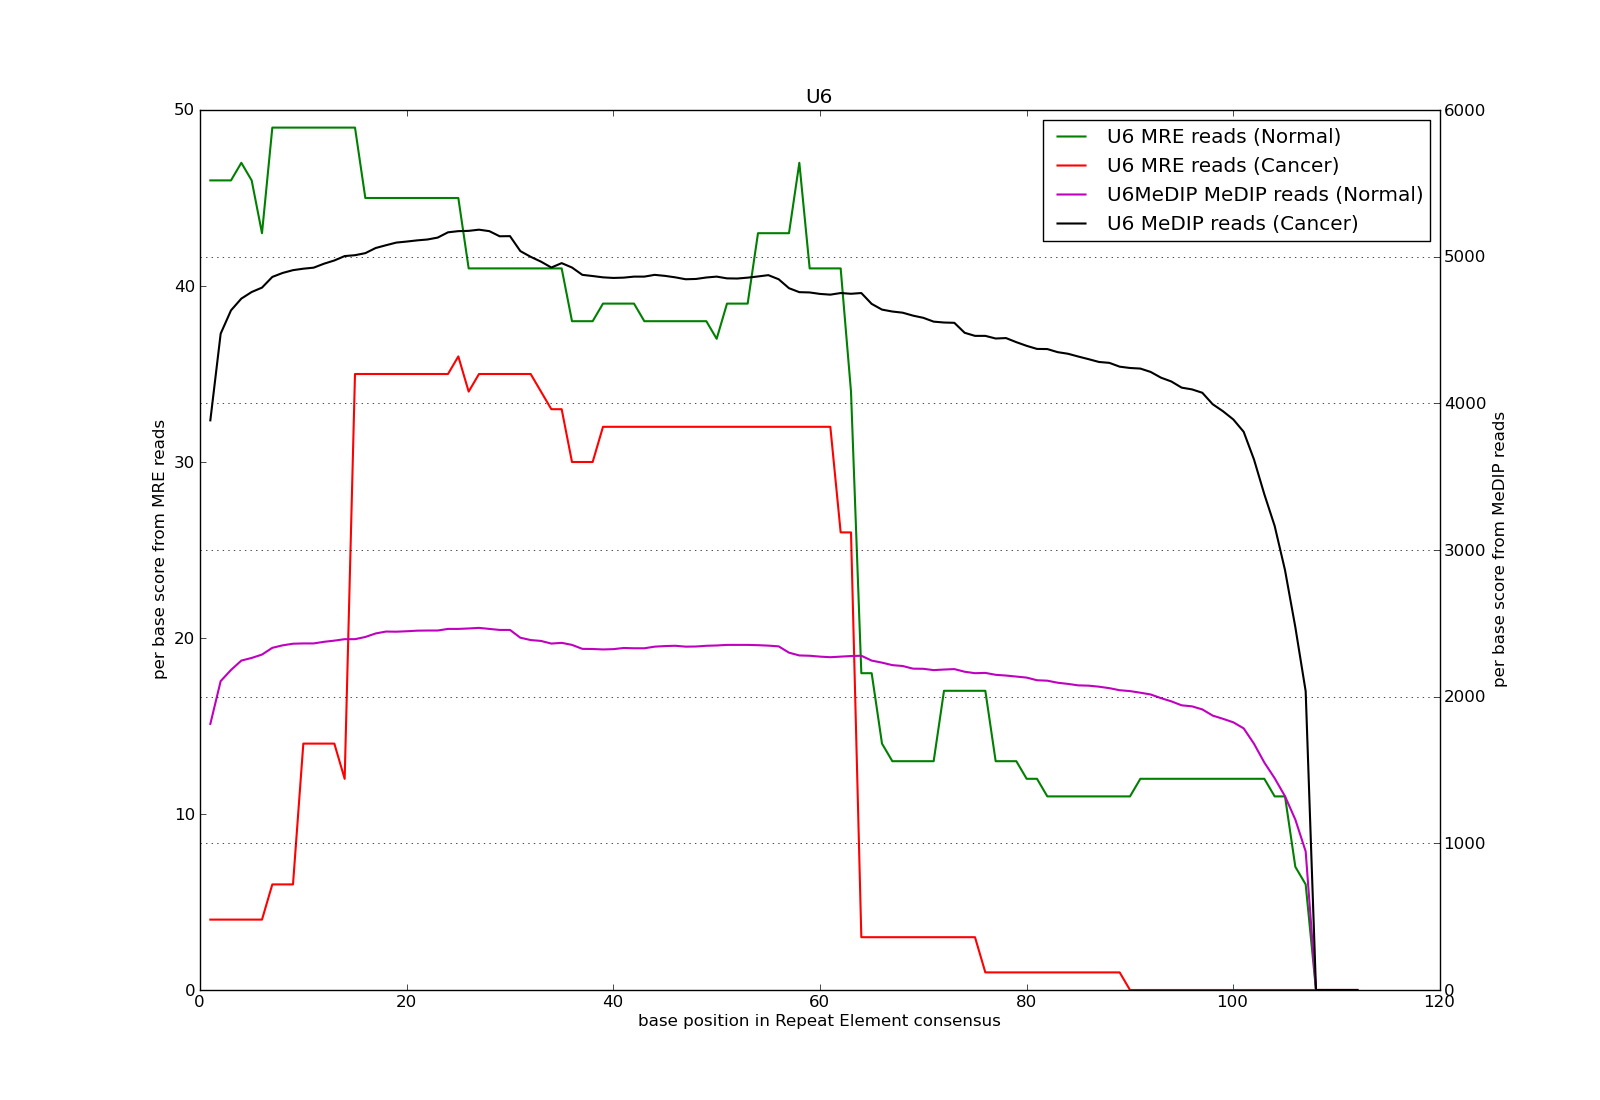 U6
U6 MRE reads (Normal)
U6 MRE reads (Cancer)
U6MeDIP MeDIP reads (Normal)
U6 MeDIP reads (Cancer)
per base score from MRE reads
50
40
30
20
10
0
6000
5000
4000
3000
2000
1000
0
per base score from MeDIP reads
0 20 40 60 80 100 120
base position in Repeat Element consensus